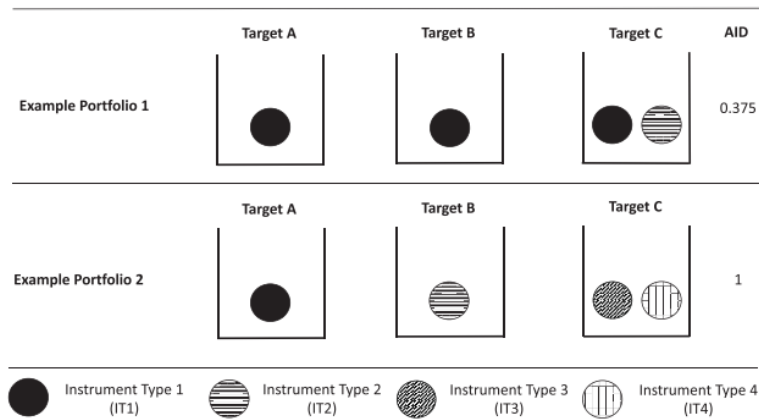 Target A Target B Target C AID
Example Portfolio 1 0.375
Target A Target B Target C
Example Portfolio 2 1
Instrument Type 1 Instrument Type 2 Instrument Type 3 Instrument Type 4
(IT1) (IT2) (IT3) (IT4)